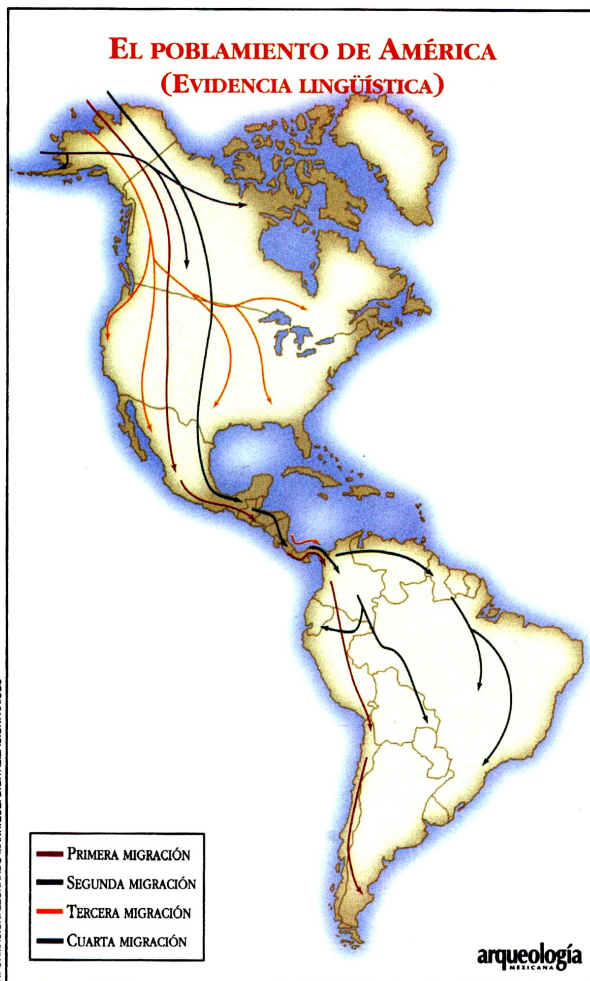 EL POBLAMIENTO DE AMÉRICA
(EVIDENCIA LINGÜÍSTICA)
PRIMERA MIGRACIÓN
SEGUNDA MIGRACIÓN
TERCERA MIGRACIÓN
CUARTA MIGRACIÓN
arqueología
MEXICANA